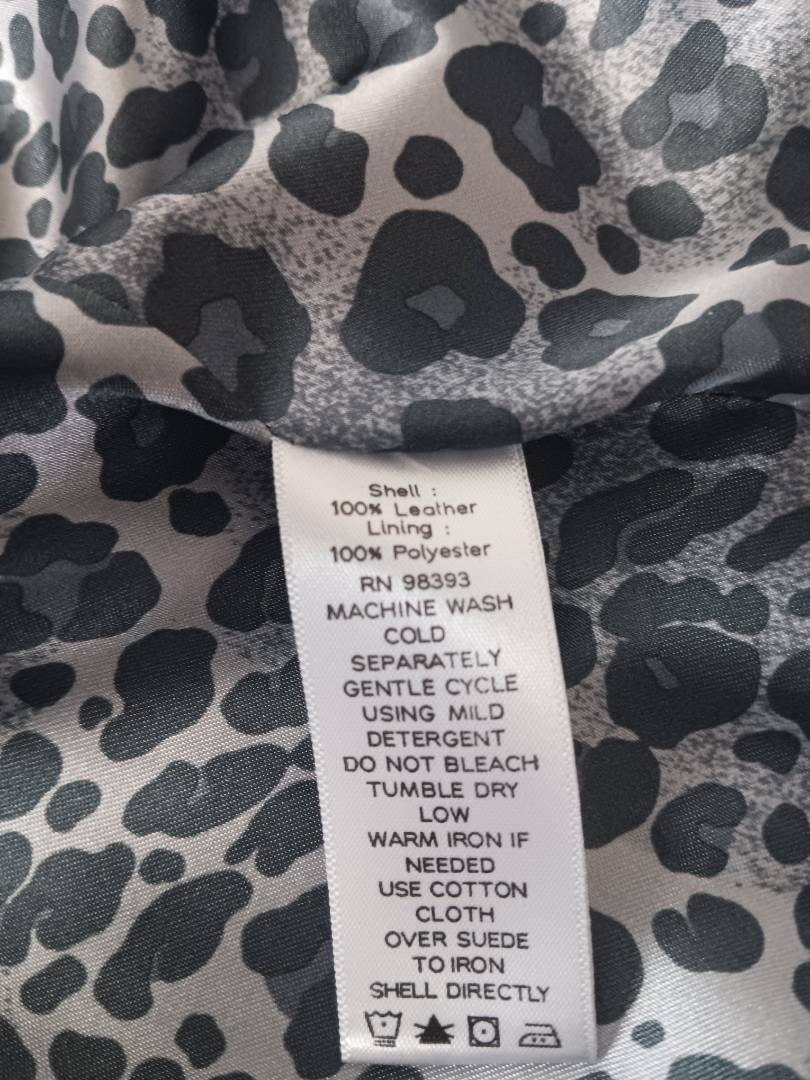 Shell :
100% Leather
Lining :
100% Polyester
RN 98393
MACHINE WASH
COLD
SEPARATELY
GENTLE CYCLE
USING MILD
DETERGENT
DO NOT BLEACH
TUMBLE DRY
LOW
WARM IRON IF
NEEDED
USE COTTON
CLOTH
OVER SUEDE
TO IRON
SHELL DIRECTLY